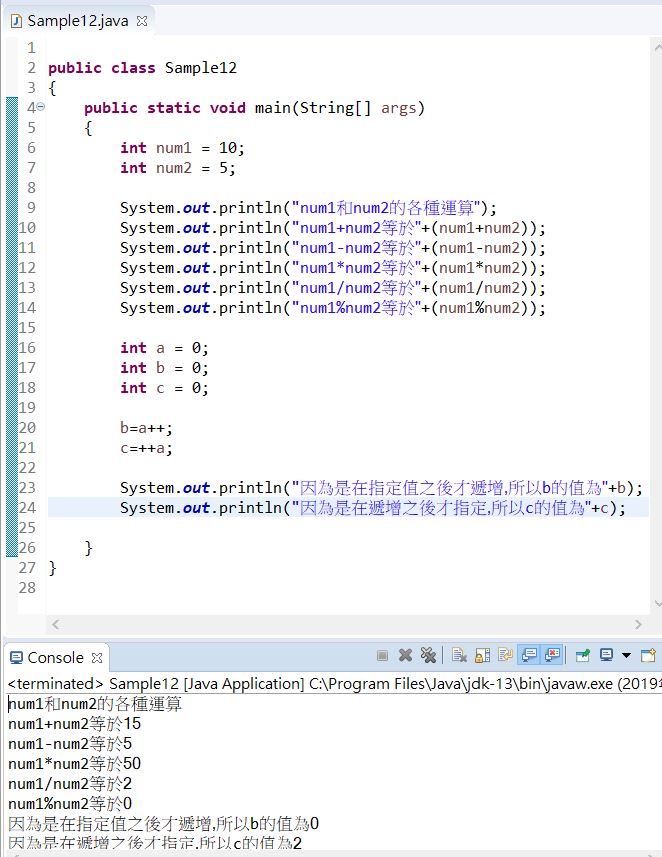 Sample12.java
1
2 public class Sample12
3 {
4 public static void main(String[] args)
5 {
6 int num1 = 10;
7 int num2 = 5;
8
9 System.out.println("num1和num2的各種運算");
10 System.out.println("num1+num2等於"+(num1+num2));
11 System.out.println("num1-num2等於"+(num1-num2));
12 System.out.println("num1*num2等於"+(num1*num2));
13 System.out.println("num1/num2等於"+(num1/num2));
14 System.out.println("num1%num2等於"+(num1%num2));
15
16 int a = 0;
17 int b = 0;
18 int c = 0;
19
20 b=a++;
21 c=++a;
22
23 System.out.println("因為是在指定值之後才遞增,所以b的值為"+b);
24 System.out.println("因為是在遞增之後才指定,所以c的值為"+c);
25
26 }
27 }
28
Console
<terminated> Sample12 [Java Application] C:\Program Files\Java\jdk-13\bin\javaw.exe (2019
num1和num2的各種運算
num1+num2等於15
num1-num2等於5
num1*num2等於50
num1/num2等於2
num1%num2等於0
因為是在指定值之後才遞增,所以b的值為0
因為是在遞增之後才指定,所以c的值為2